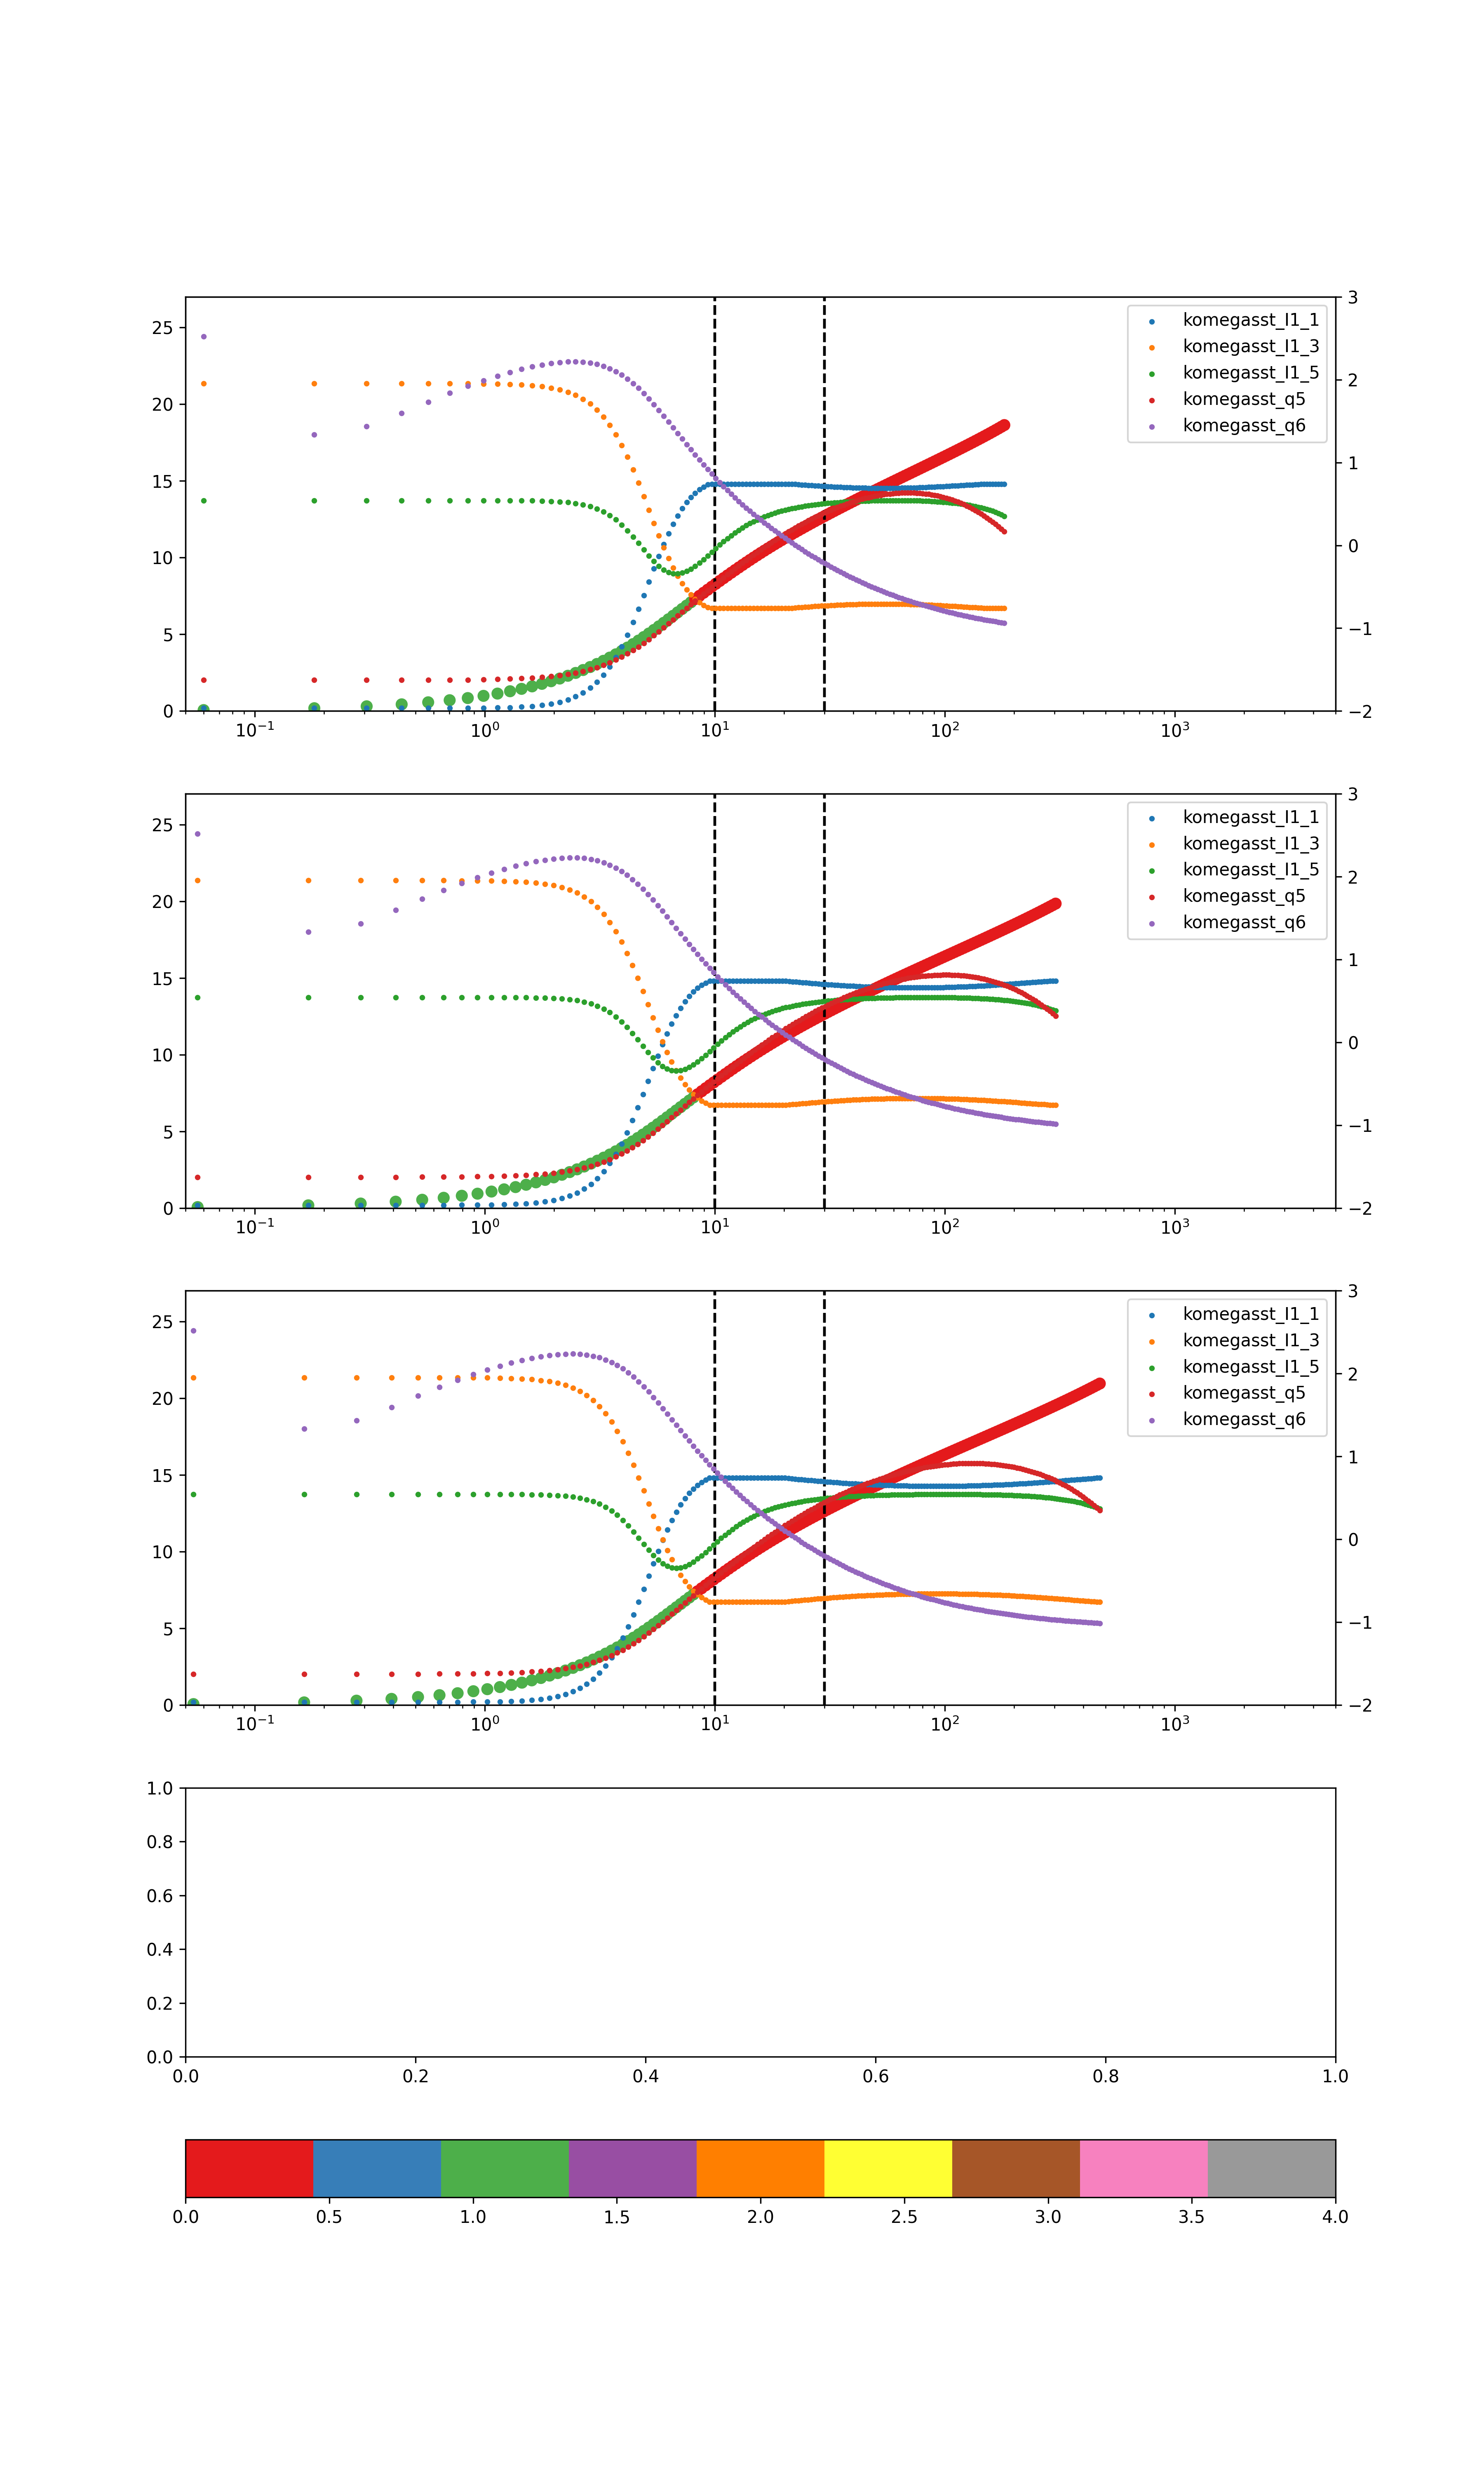 25
20
15
10
5
0
3
2
1
0
−1
−2
10⁻¹ 10⁰ 10¹ 10² 10³
komegasst_I1_1
komegasst_I1_3
komegasst_I1_5
komegasst_q5
komegasst_q6
25
20
15
10
5
0
3
2
1
0
−1
−2
10⁻¹ 10⁰ 10¹ 10² 10³
komegasst_I1_1
komegasst_I1_3
komegasst_I1_5
komegasst_q5
komegasst_q6
25
20
15
10
5
0
3
2
1
0
−1
−2
10⁻¹ 10⁰ 10¹ 10² 10³
komegasst_I1_1
komegasst_I1_3
komegasst_I1_5
komegasst_q5
komegasst_q6
1.0
0.8
0.6
0.4
0.2
0.0
0.0 0.2 0.4 0.6 0.8 1.0
0.0 0.5 1.0 1.5 2.0 2.5 3.0 3.5 4.0